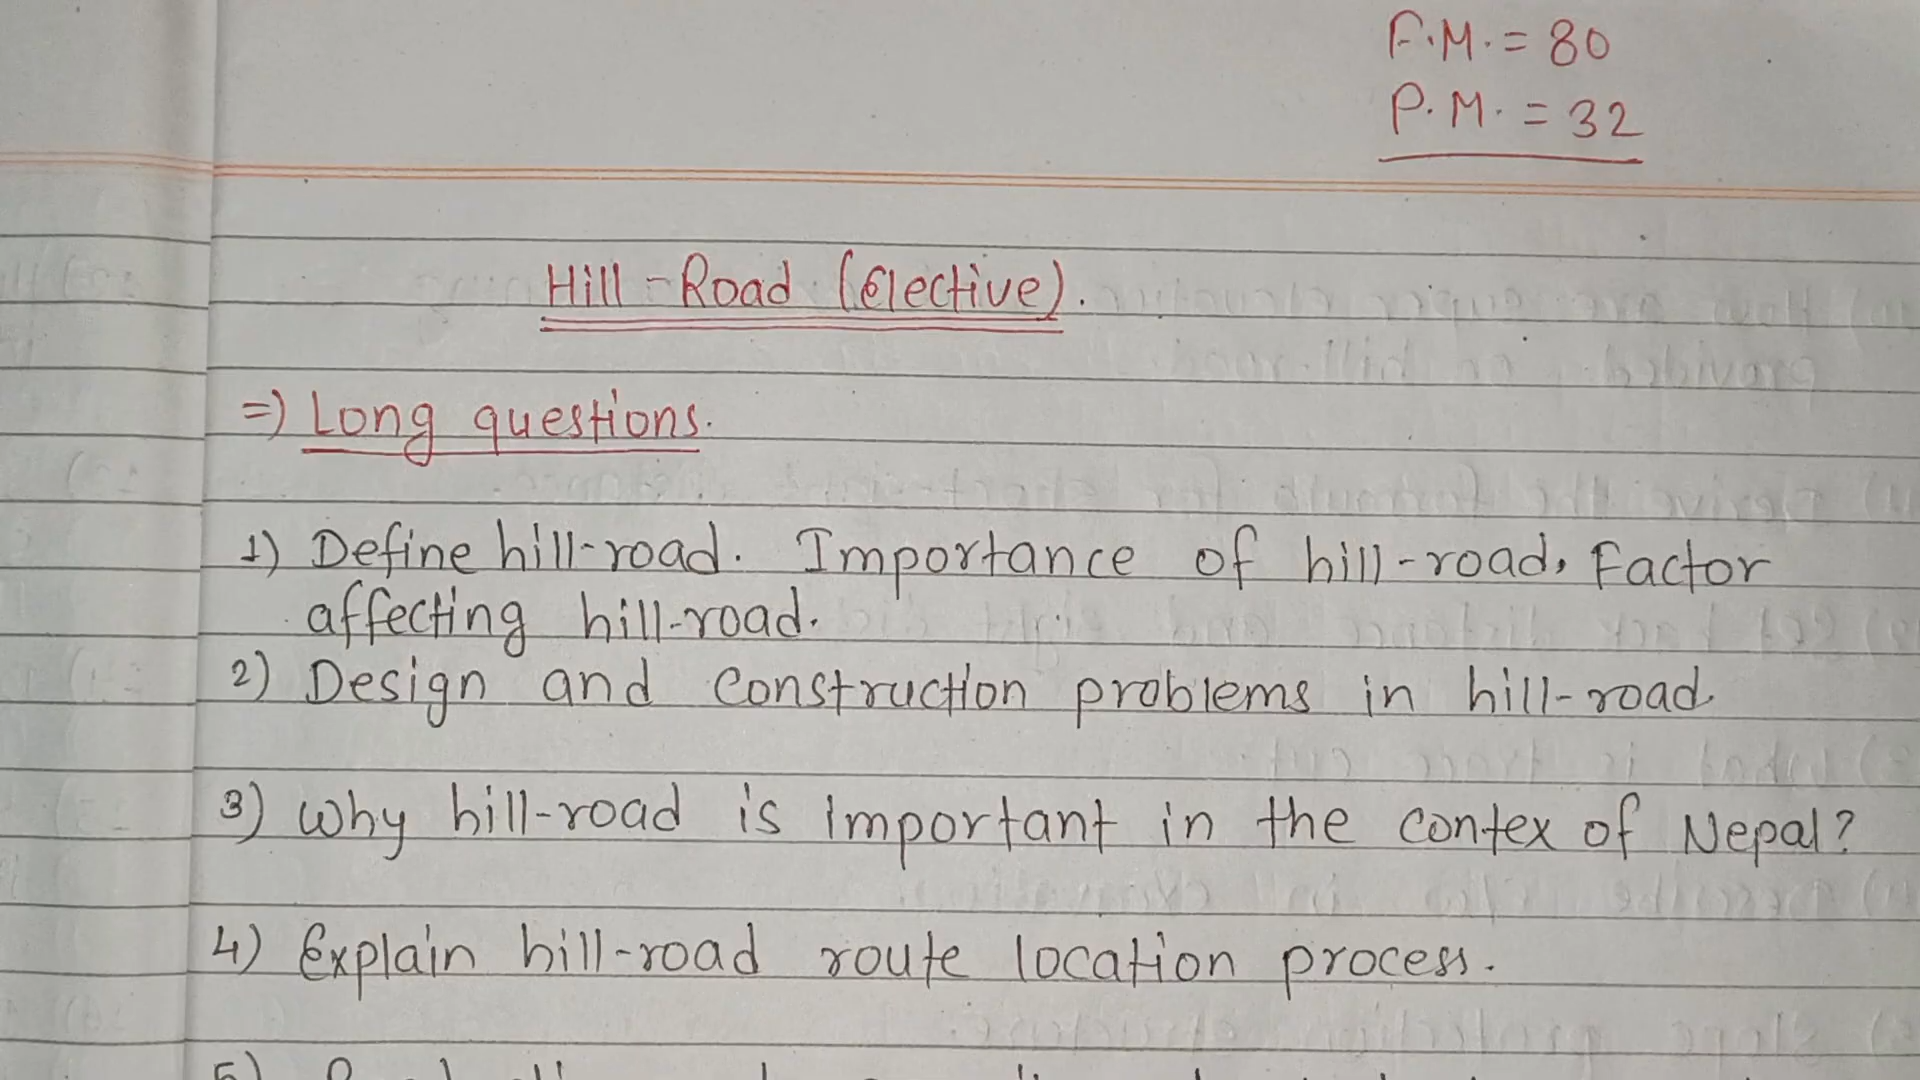 F.M. = 80
P.M. = 32
Hill-Road (Elective).
=) Long questions.
1) Define hill-road. Importance of hill-road, Factor
affecting hill-road.
2) Design and construction problems in hill-road
3) Why hill-road is important in the contex of Nepal?
4) Explain hill-road route location process.
5)